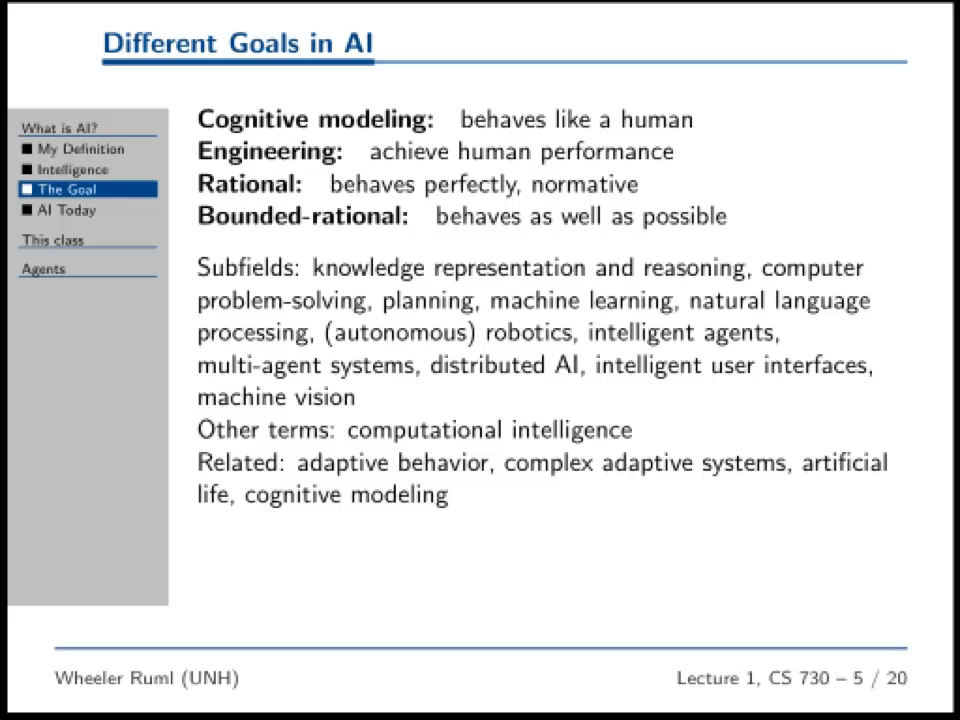 Different Goals in AI
What is AI?
My Definition
Intelligence
The Goal
AI Today
This class
Agents
Cognitive modeling: behaves like a human
Engineering: achieve human performance
Rational: behaves perfectly, normative
Bounded-rational: behaves as well as possible
Subfields: knowledge representation and reasoning, computer
problem-solving, planning, machine learning, natural language
processing, (autonomous) robotics, intelligent agents,
multi-agent systems, distributed AI, intelligent user interfaces,
machine vision
Other terms: computational intelligence
Related: adaptive behavior, complex adaptive systems, artificial
life, cognitive modeling
Wheeler Ruml (UNH)
Lecture 1, CS 730 – 5 / 20